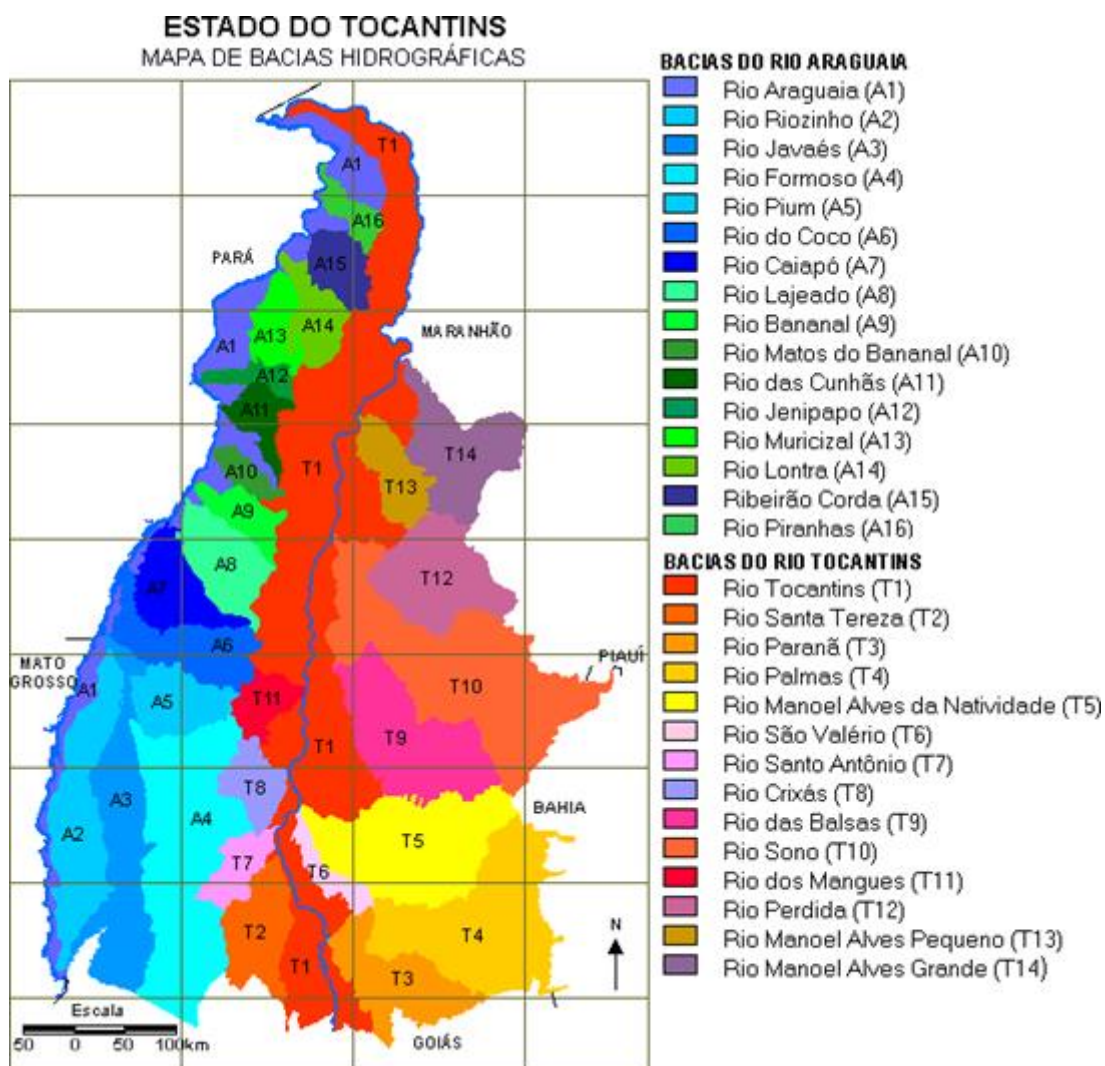 ESTADO DO TOCANTINS
MAPA DE BACIAS HIDROGRÁFICAS
T1
A1
A16
PARÁ
A15
MARANHÃO
A14
A13
A1
A12
A11
T14
T1
A10
T13
A9
A8
T12
A7
A6
MATO
GROSSO
PIAUÍ
A1
A5
T11
T10
T1
T9
T8
BAHIA
A3
A2
A4
T5
T7
T6
T2
T4
N
T1
T3
Escala
50 0 50 100km
GOIÁS
BACIAS DO RIO ARAGUAIA
Rio Araguaia (A1)
Rio Riozinho (A2)
Rio Javaés (A3)
Rio Formoso (A4)
Rio Pium (A5)
Rio do Coco (A6)
Rio Caiapó (A7)
Rio Lajeado (A8)
Rio Bananal (A9)
Rio Matos do Bananal (A10)
Rio das Cunhãs (A11)
Rio Jenipapo (A12)
Rio Muricizal (A13)
Rio Lontra (A14)
Ribeirão Corda (A15)
Rio Piranhas (A16)
BACIAS DO RIO TOCANTINS
Rio Tocantins (T1)
Rio Santa Tereza (T2)
Rio Paranã (T3)
Rio Palmas (T4)
Rio Manoel Alves da Natividade (T5)
Rio São Valério (T6)
Rio Santo Antônio (T7)
Rio Crixás (T8)
Rio das Balsas (T9)
Rio Sono (T10)
Rio dos Mangues (T11)
Rio Perdida (T12)
Rio Manoel Alves Pequeno (T13)
Rio Manoel Alves Grande (T14)